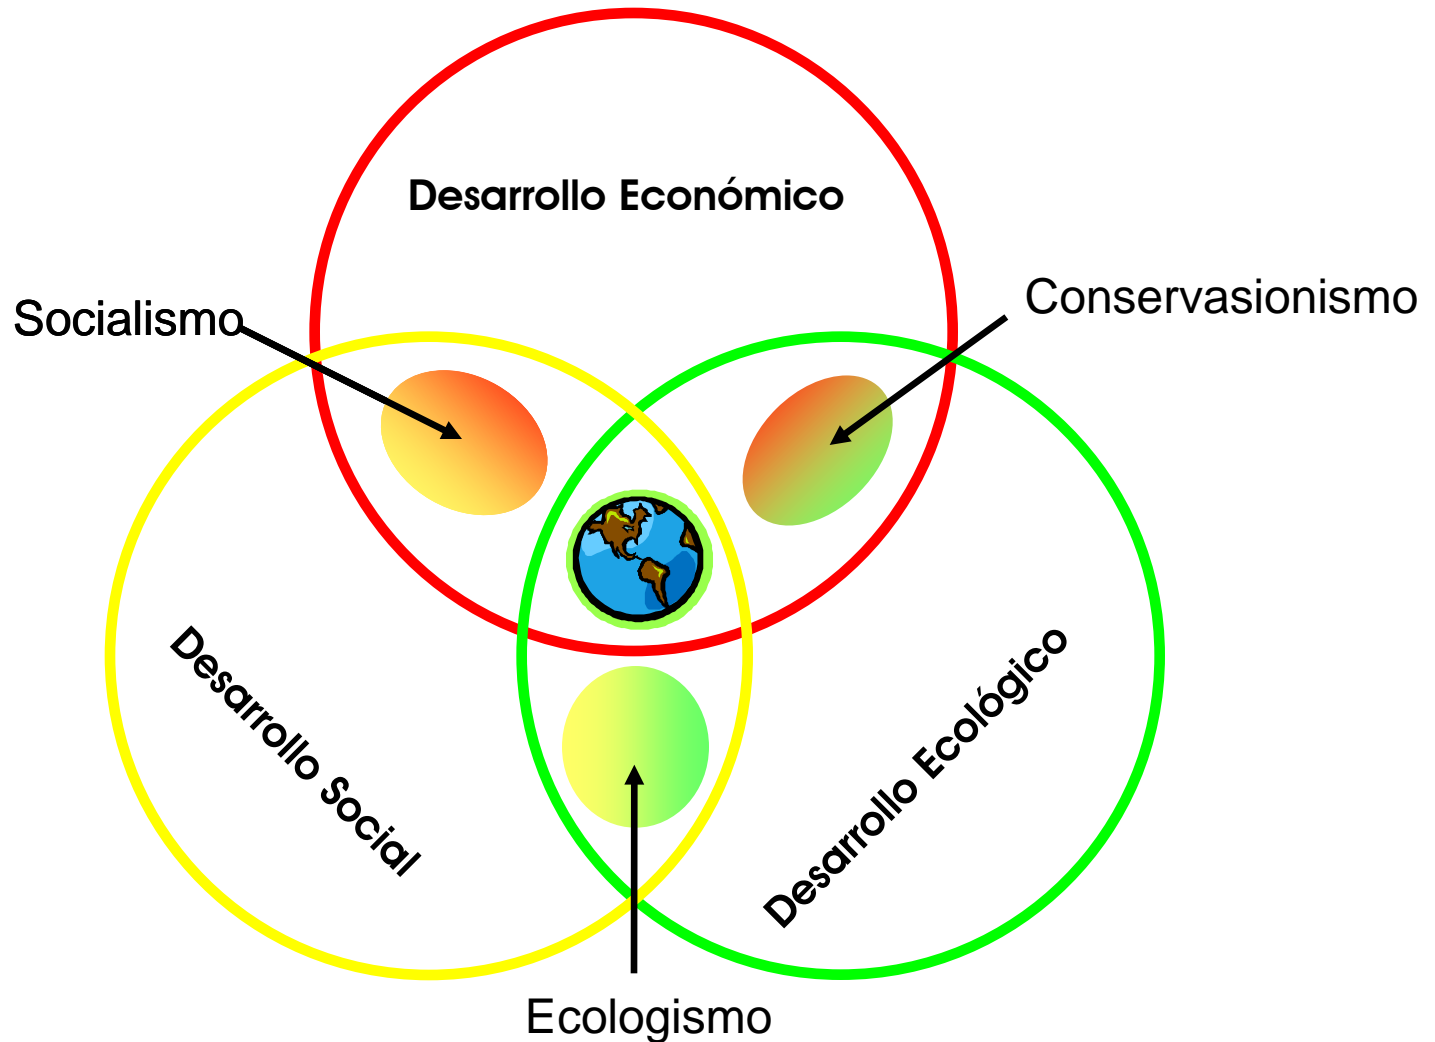 Desarrollo Económico
Socialismo
Conservasionismo
Desarrollo Social
Desarrollo Ecológico
Ecologismo